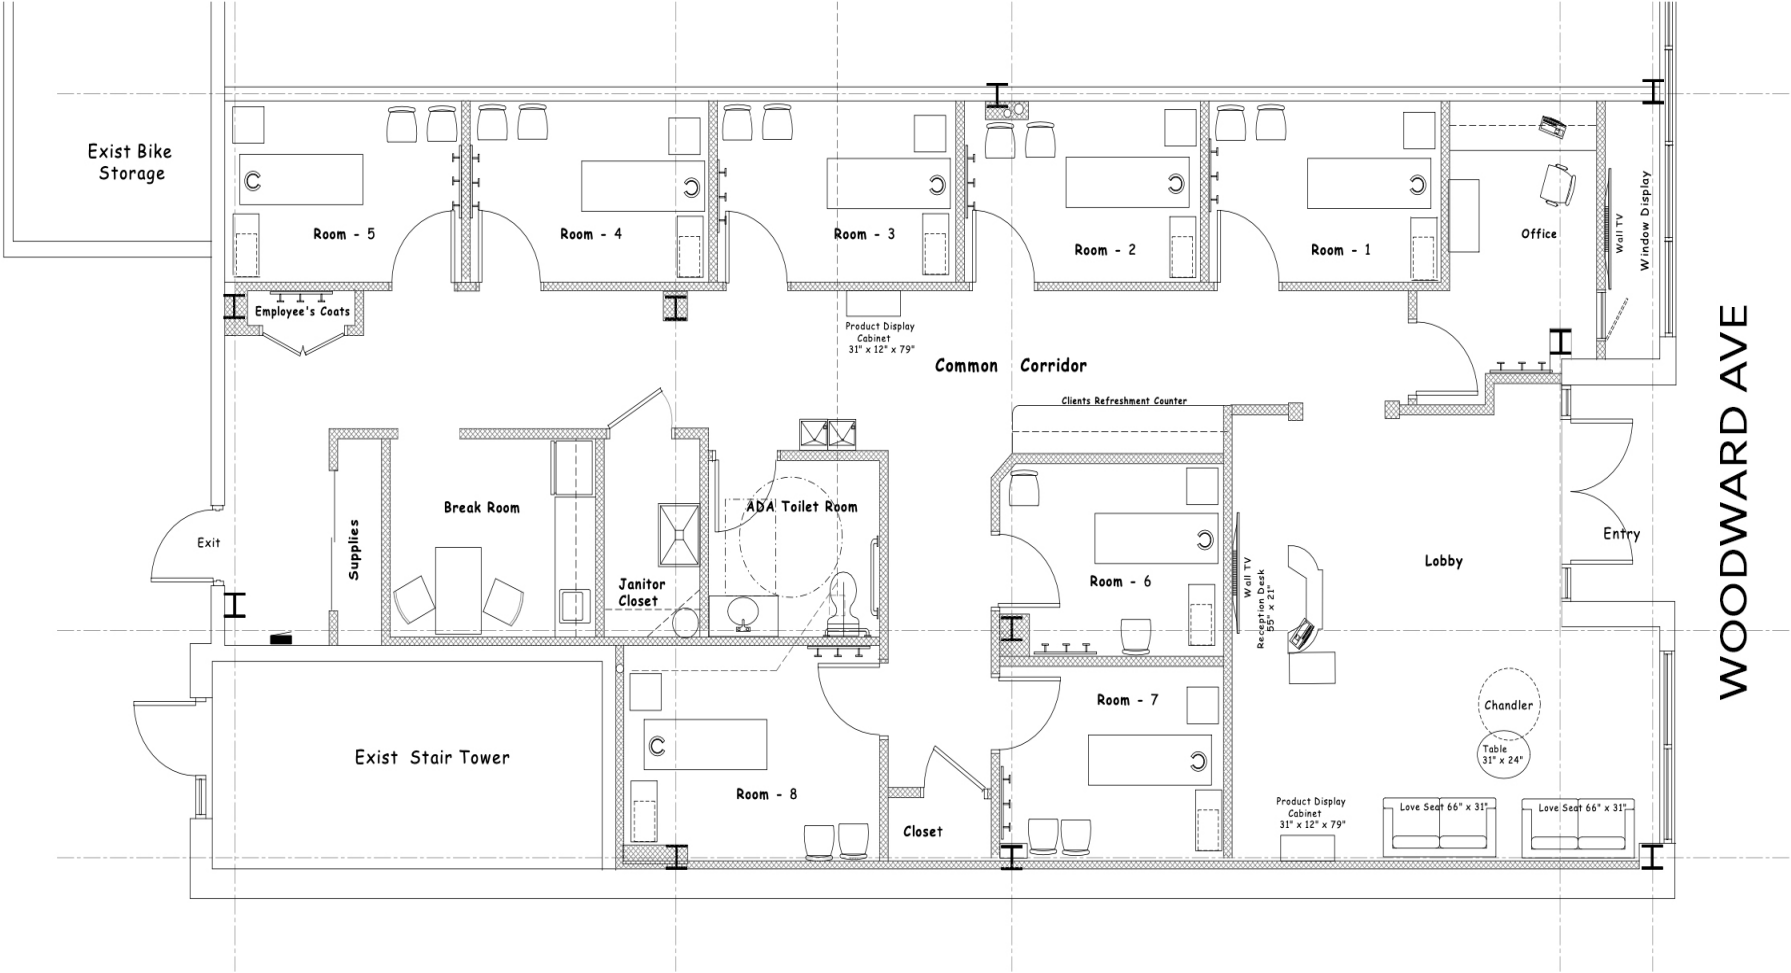 Exist Bike
Storage
Room - 5
Room - 4
Room - 3
Room - 2
Room - 1
Office
Wall TV
Window Display
Employee's Coats
Product Display
Cabinet
31" x 12" x 79"
Common Corridor
Clients Refreshment Counter
WOODWARD AVE
Exit
Supplies
Break Room
Janitor
Closet
ADA Toilet Room
Room - 6
Wall TV
Reception Desk
55" x 21"
Lobby
Entry
Exist Stair Tower
Room - 8
Closet
Room - 7
Chandler
Table
31" x 24"
Product Display
Cabinet
31" x 12" x 79"
Love Seat 66" x 31"
Love Seat 66" x 31"